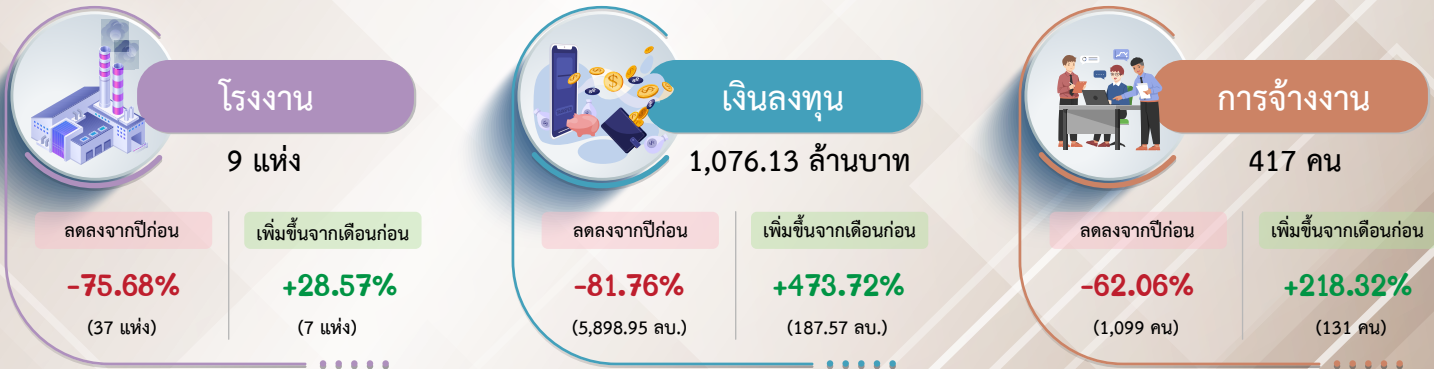 โรงงาน
9 แห่ง
ลดลงจากปีก่อน
เพิ่มขึ้นจากเดือนก่อน
-75.68%
+28.57%
(37 แห่ง)
(7 แห่ง)
เงินลงทุน
1,076.13 ล้านบาท
ลดลงจากปีก่อน
เพิ่มขึ้นจากเดือนก่อน
-81.76%
+473.72%
(5,898.95 ลบ.)
(187.57 ลบ.)
การจ้างงาน
417 คน
ลดลงจากปีก่อน
เพิ่มขึ้นจากเดือนก่อน
-62.06%
+218.32%
(1,099 คน)
(131 คน)